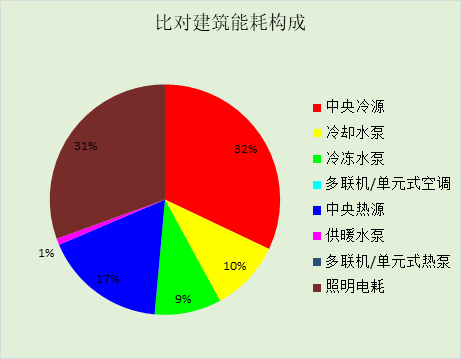 比对建筑能耗构成
32%
10%
9%
17%
1%
31%
中央冷源
冷却水泵
冷冻水泵
多联机/单元式空调
中央热源
供暖水泵
多联机/单元式热泵
照明电耗